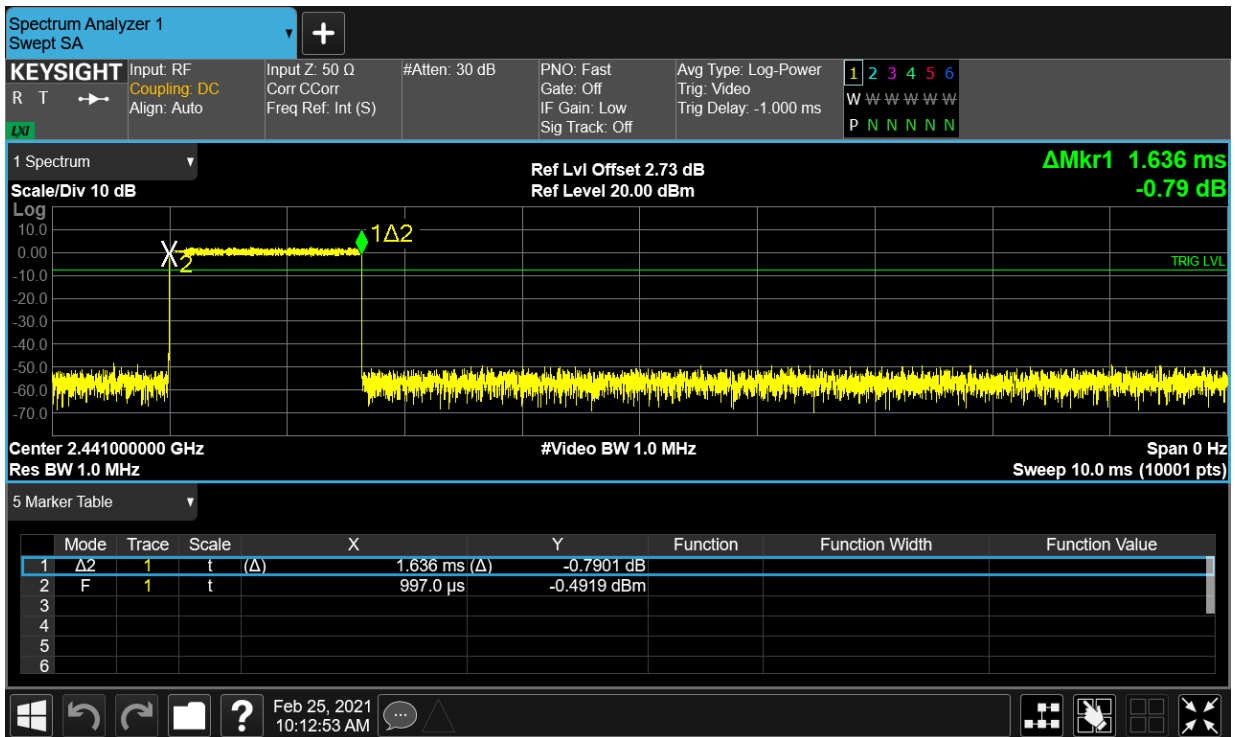 Spectrum Analyzer 1
Swept SA
▼
+
KEYSIGHT
R T
LXI
Input: RF
Coupling: DC
Align: Auto
Input Z: 50 Ω
Corr CCorr
Freq Ref: Int (S)
#Atten: 30 dB
PNO: Fast
Gate: Off
IF Gain: Low
Sig Track: Off
Avg Type: Log-Power
Trig: Video
Trig Delay: -1.000 ms
1 2 3 4 5 6
W W W W W W
P N N N N N
1 Spectrum ▼
Scale/Div 10 dB
Ref Lvl Offset 2.73 dB
Ref Level 20.00 dBm
ΔMkr1 1.636 ms
-0.79 dB
Log
10.0
0.00
-10.0
-20.0
-30.0
-40.0
-50.0
-60.0
-70.0
X
2
1Δ2
TRIG LVL
Center 2.441000000 GHz #Video BW 1.0 MHz Span 0 Hz
Res BW 1.0 MHz Sweep 10.0 ms (10001 pts)
5 Marker Table ▼
Mode Trace Scale X Y Function Function Width Function Value
1 Δ2 1 t (Δ) 1.636 ms (Δ) -0.7901 dB
2 F 1 t 997.0 µs -0.4919 dBm
3
4
5
6
?
Feb 25, 2021
10:12:53 AM